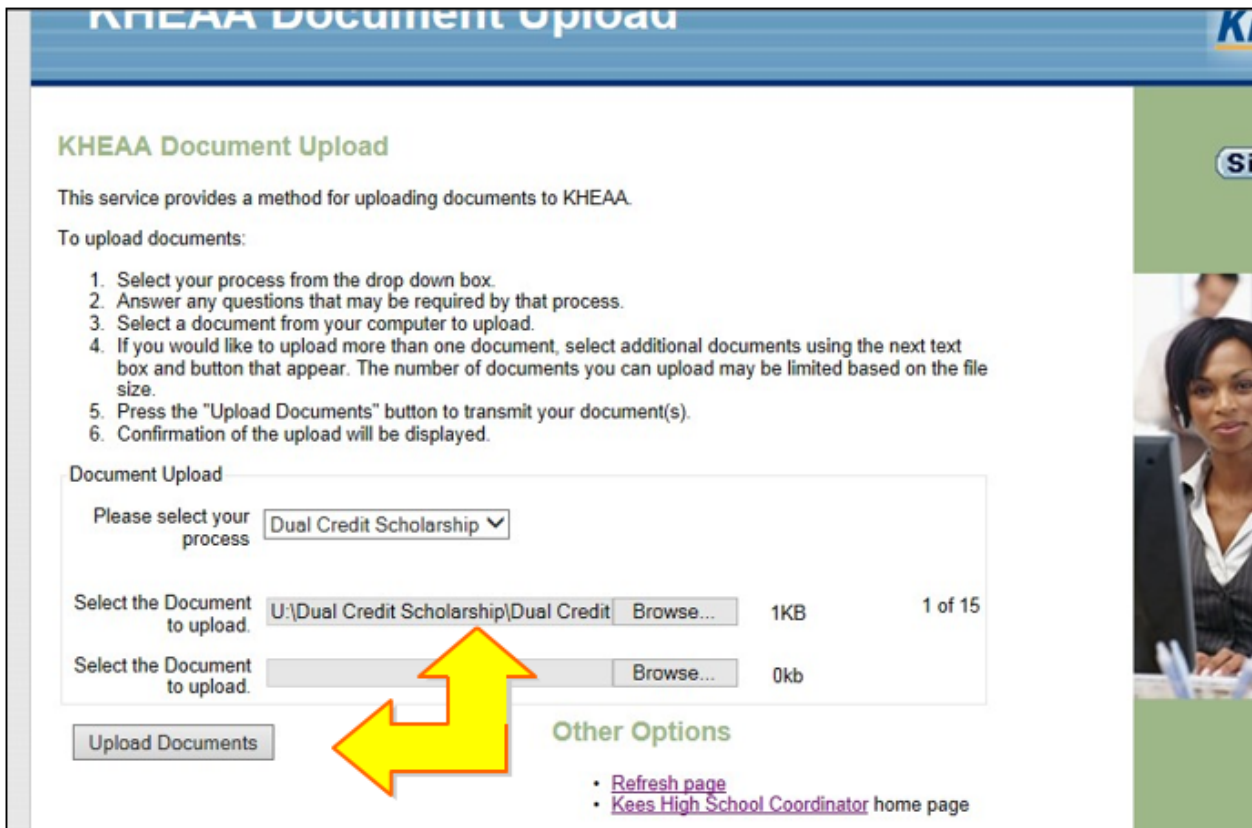 KHEAA Document Upload
KHEAA Document Upload
This service provides a method for uploading documents to KHEAA.
To upload documents:
1. Select your process from the drop down box.
2. Answer any questions that may be required by that process.
3. Select a document from your computer to upload.
4. If you would like to upload more than one document, select additional documents using the next text
box and button that appear. The number of documents you can upload may be limited based on the file
size.
5. Press the "Upload Documents" button to transmit your document(s).
6. Confirmation of the upload will be displayed.
Document Upload
Please select your
process
Dual Credit Scholarship
Select the Document
to upload.
U:\Dual Credit Scholarship\Dual Credit
Browse...
1KB
1 of 15
Select the Document
to upload.
Browse...
0kb
Upload Documents
Other Options
• Refresh page
• Kees High School Coordinator home page